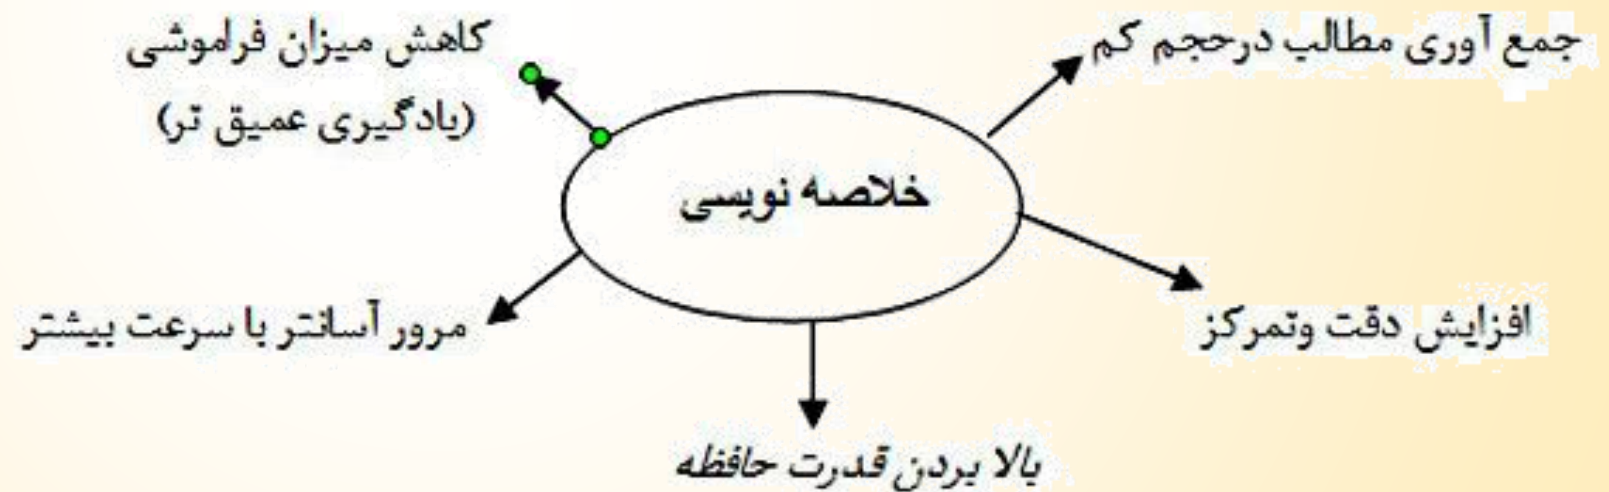 جمع آوری مطالب درحجم کم
کاهش میزان فراموشی
(یادگیری عمیق تر)
خلاصه نویسی
افزایش دقت وتمرکز
مرور آسانتر با سرعت بیشتر
بالا بردن قدرت حافظه